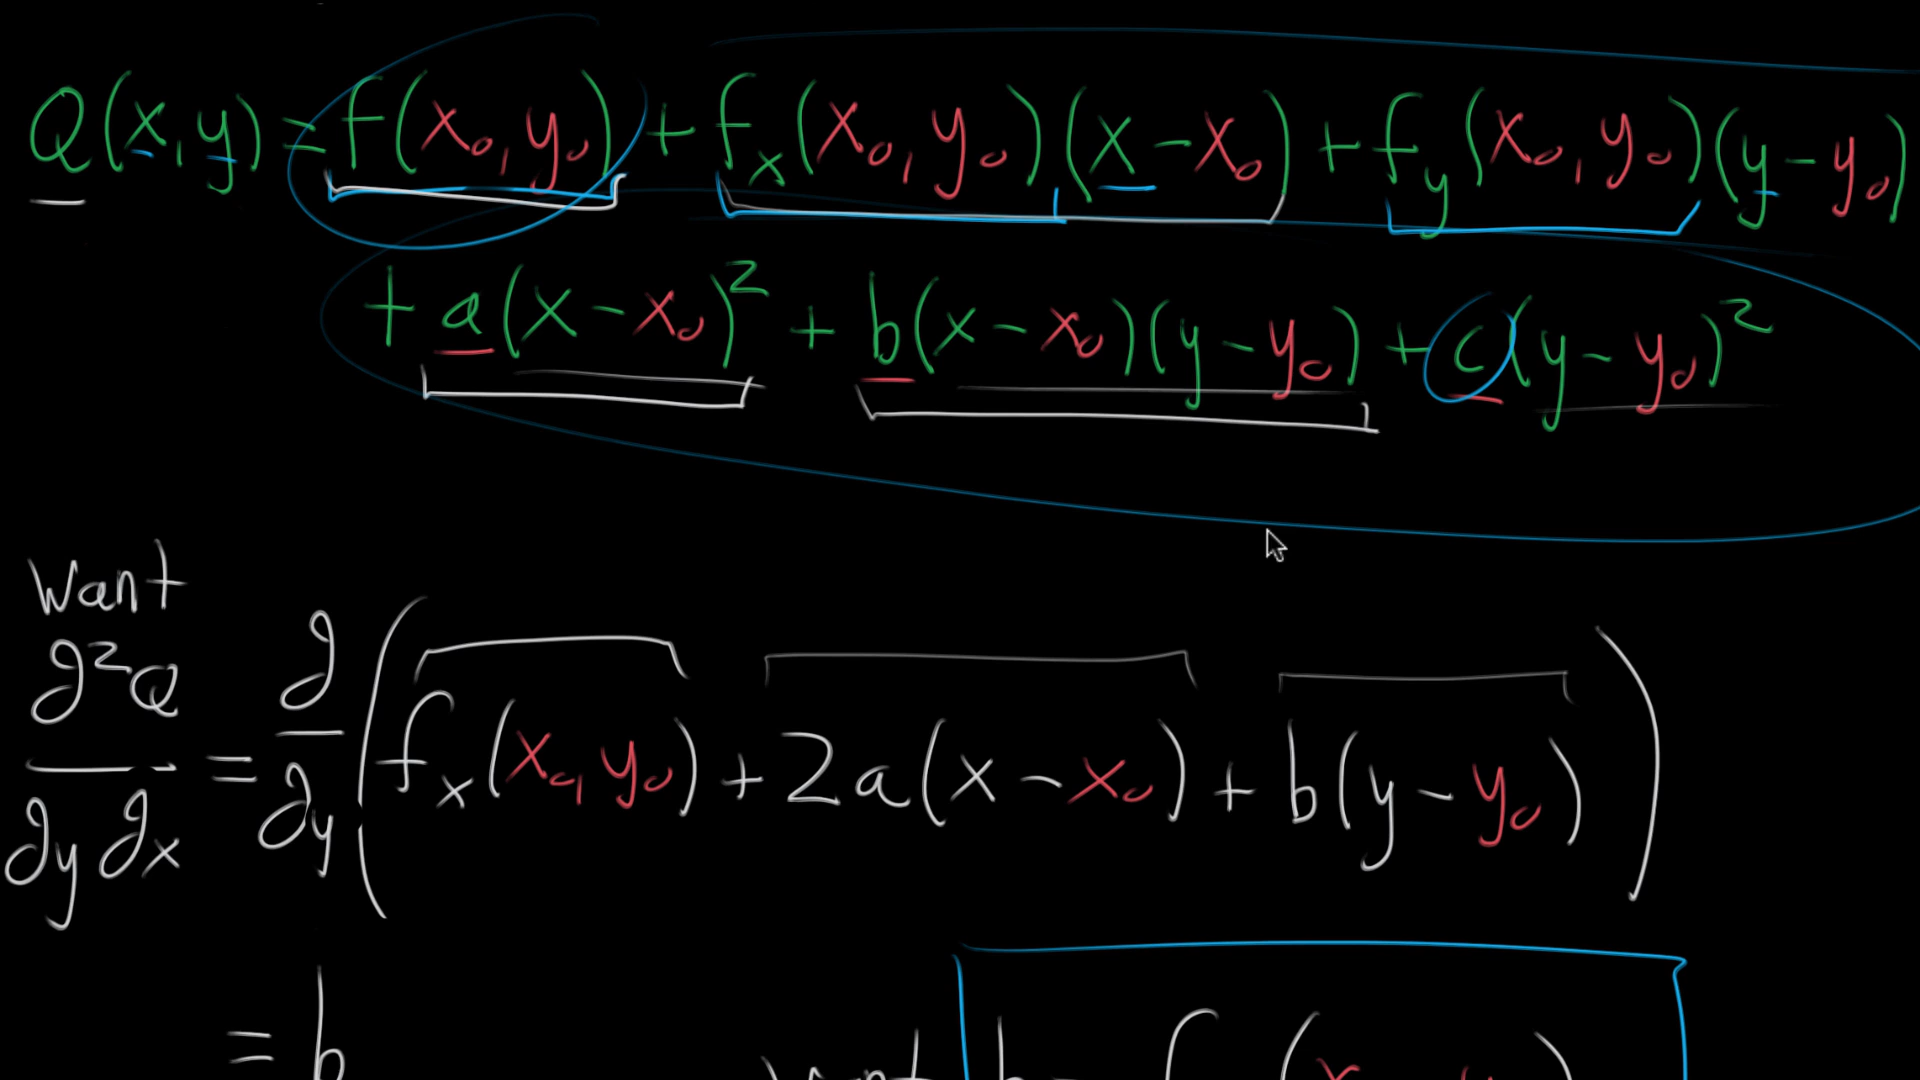 Q(x,y) = f(x₀,y₀) + fₓ(x₀,y₀)(x-x₀) + f_y(x₀,y₀)(y-y₀)
+ a(x-x₀)² + b(x-x₀)(y-y₀) + c(y-y₀)²
Want
∂²Q/∂y∂x = ∂/∂y (fₓ(x₀,y₀) + 2a(x-x₀) + b(y-y₀))
= b